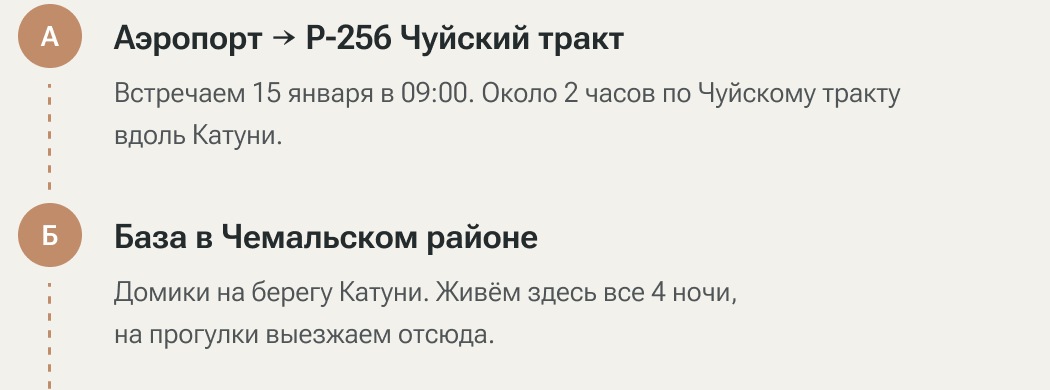 А
Аэропорт → Р-256 Чуйский тракт
Встречаем 15 января в 09:00. Около 2 часов по Чуйскому тракту
вдоль Катуни.
Б
База в Чемальском районе
Домики на берегу Катуни. Живём здесь все 4 ночи,
на прогулки выезжаем отсюда.